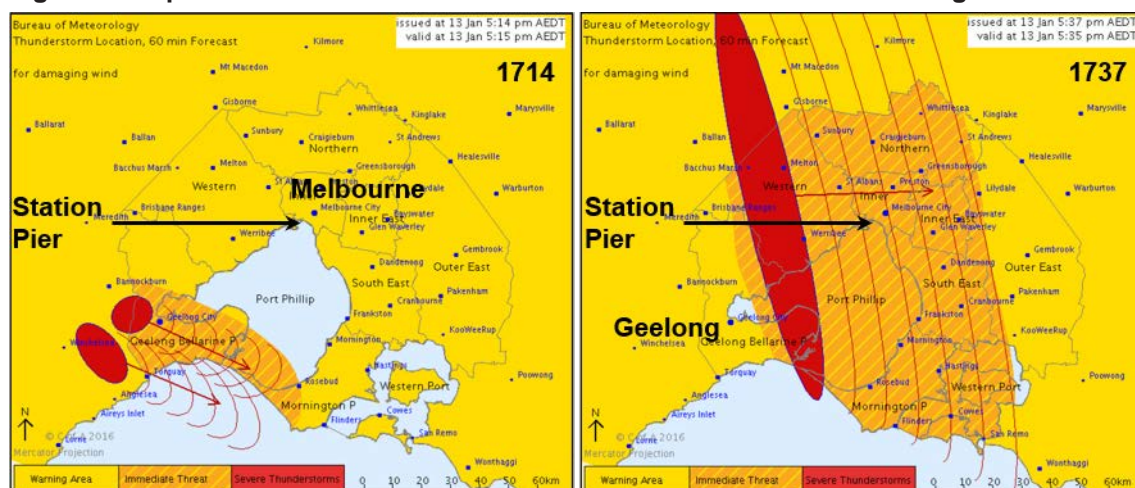 Bureau of Meteorology
Thunderstorm Location, 60 min Forecast
for damaging wind
issued at 13 Jan 5:14 pm AEDT
valid at 13 Jan 5:15 pm AEDT
1714
Kilmore
Mt Macedon
Gisborne
Whittlesea
Kinglake
Marysville
Ballarat
Ballan
Sunbury
Craigieburn
St Andrews
Northern
Healesville
Bacchus Marsh
Melton
Greensborough
Western
St Albans
Preston
Lilydale
Warburton
Melbourne
Inner
Station
Pier
Meredith
Brisbane Ranges
Melbourne City
Bayswater
Inner East
Glen Waverley
Werribee
Gembrook
Dandenong
Outer East
South East
Bannockburn
Port Phillip
Cranbourne
Pakenham
Geelong City
Frankston
KooWeeRup
Winchelsea
Geelong Bellarine P
Mornington
Torquay
Rosebud
Hastings
Poowong
Western Port
Anglesea
Mornington P
Aireys Inlet
Flinders
Cowes
N
San Remo
Lorne
Mercator Projection
Wonthaggi
Warning Area
Immediate Threat
Severe Thunderstorms
0 10 20 30 40 50 60km
Bureau of Meteorology
Thunderstorm Location, 60 min Forecast
for damaging wind
issued at 13 Jan 5:37 pm AEDT
valid at 13 Jan 5:35 pm AEDT
1737
Kilmore
Mt Macedon
Gisborne
Whittlesea
Kinglake
Marysville
Ballarat
Ballan
Sunbury
Craigieburn
St Andrews
Northern
Healesville
Bacchus Marsh
Melton
Greensborough
Western
St Albans
Preston
Lilydale
Warburton
Inner
Station
Pier
Meredith
Brisbane Ranges
Melbourne City
Bayswater
Inner East
Glen Waverley
Werribee
Gembrook
Dandenong
Outer East
South East
Bannockburn
Port Phillip
Cranbourne
Pakenham
Geelong
Geelong City
Frankston
KooWeeRup
Winchelsea
Geelong Bellarine P
Mornington
Torquay
Rosebud
Hastings
Poowong
Western Port
Anglesea
Mornington P
Aireys Inlet
Flinders
Cowes
N
San Remo
Lorne
Mercator Projection
Wonthaggi
Warning Area
Immediate Threat
Severe Thunderstorms
0 10 20 30 40 50 60km